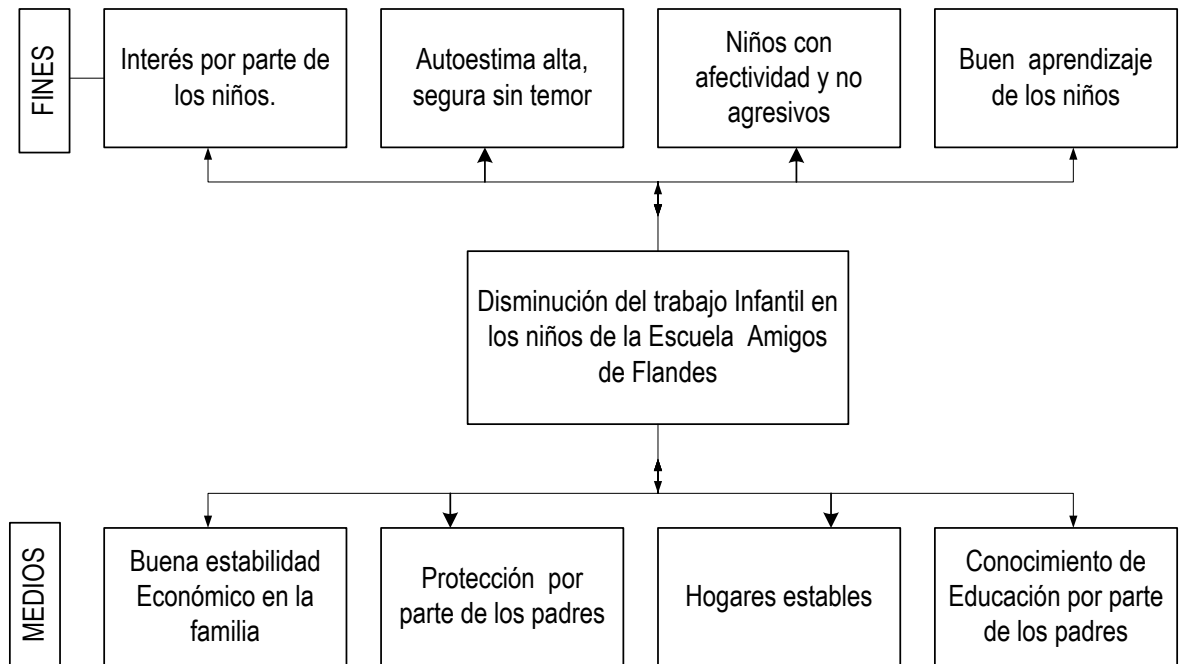 FINES
Interés por parte de
los niños.
Autoestima alta,
segura sin temor
Niños con
afectividad y no
agresivos
Buen aprendizaje
de los niños
Disminución del trabajo Infantil en
los niños de la Escuela Amigos
de Flandes
MEDIOS
Buena estabilidad
Económico en la
familia
Protección por
parte de los padres
Hogares estables
Conocimiento de
Educación por parte
de los padres